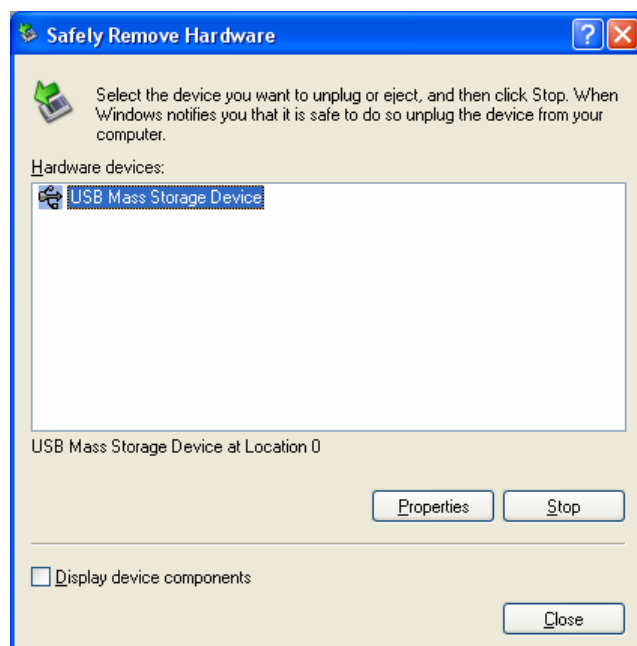 Safely Remove Hardware
Select the device you want to unplug or eject, and then click Stop. When
Windows notifies you that it is safe to do so unplug the device from your
computer.
Hardware devices:
USB Mass Storage Device
USB Mass Storage Device at Location 0
Properties Stop
Display device components
Close